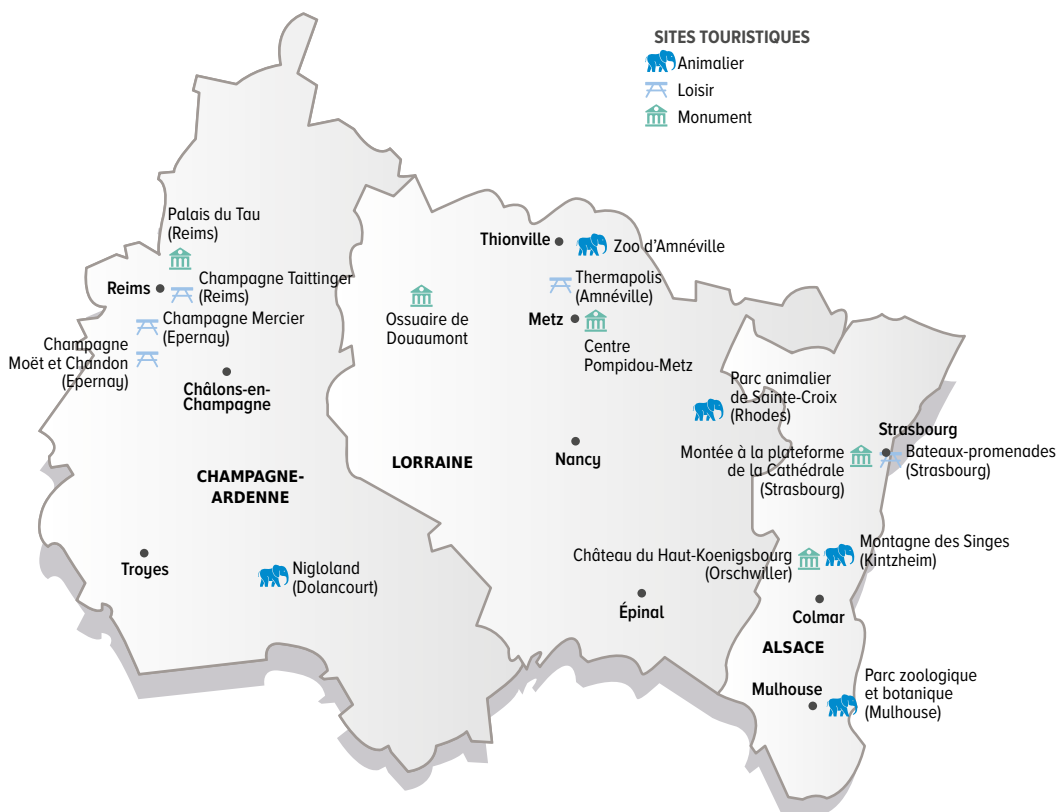 SITES TOURISTIQUES
Animalier
Loisir
Monument
Palais du Tau
(Reims)
Reims
Champagne Taittinger
(Reims)
Champagne Mercier
(Epernay)
Champagne
Moët et Chandon
(Epernay)
Châlons-en-
Champagne
CHAMPAGNE-
ARDENNE
Troyes
Nigloland
(Dolancourt)
Thionville
Zoo d'Amnéville
Thermapolis
(Amnéville)
Ossuaire de
Douaumont
Metz
Centre
Pompidou-Metz
Parc animalier
de Sainte-Croix
(Rhodes)
LORRAINE
Nancy
Strasbourg
Montée à la plateforme
de la Cathédrale
(Strasbourg)
Bateaux-promenades
(Strasbourg)
Château du Haut-Koenigsbourg
(Orschwiller)
Montagne des Singes
(Kintzheim)
Épinal
Colmar
ALSACE
Mulhouse
Parc zoologique
et botanique
(Mulhouse)